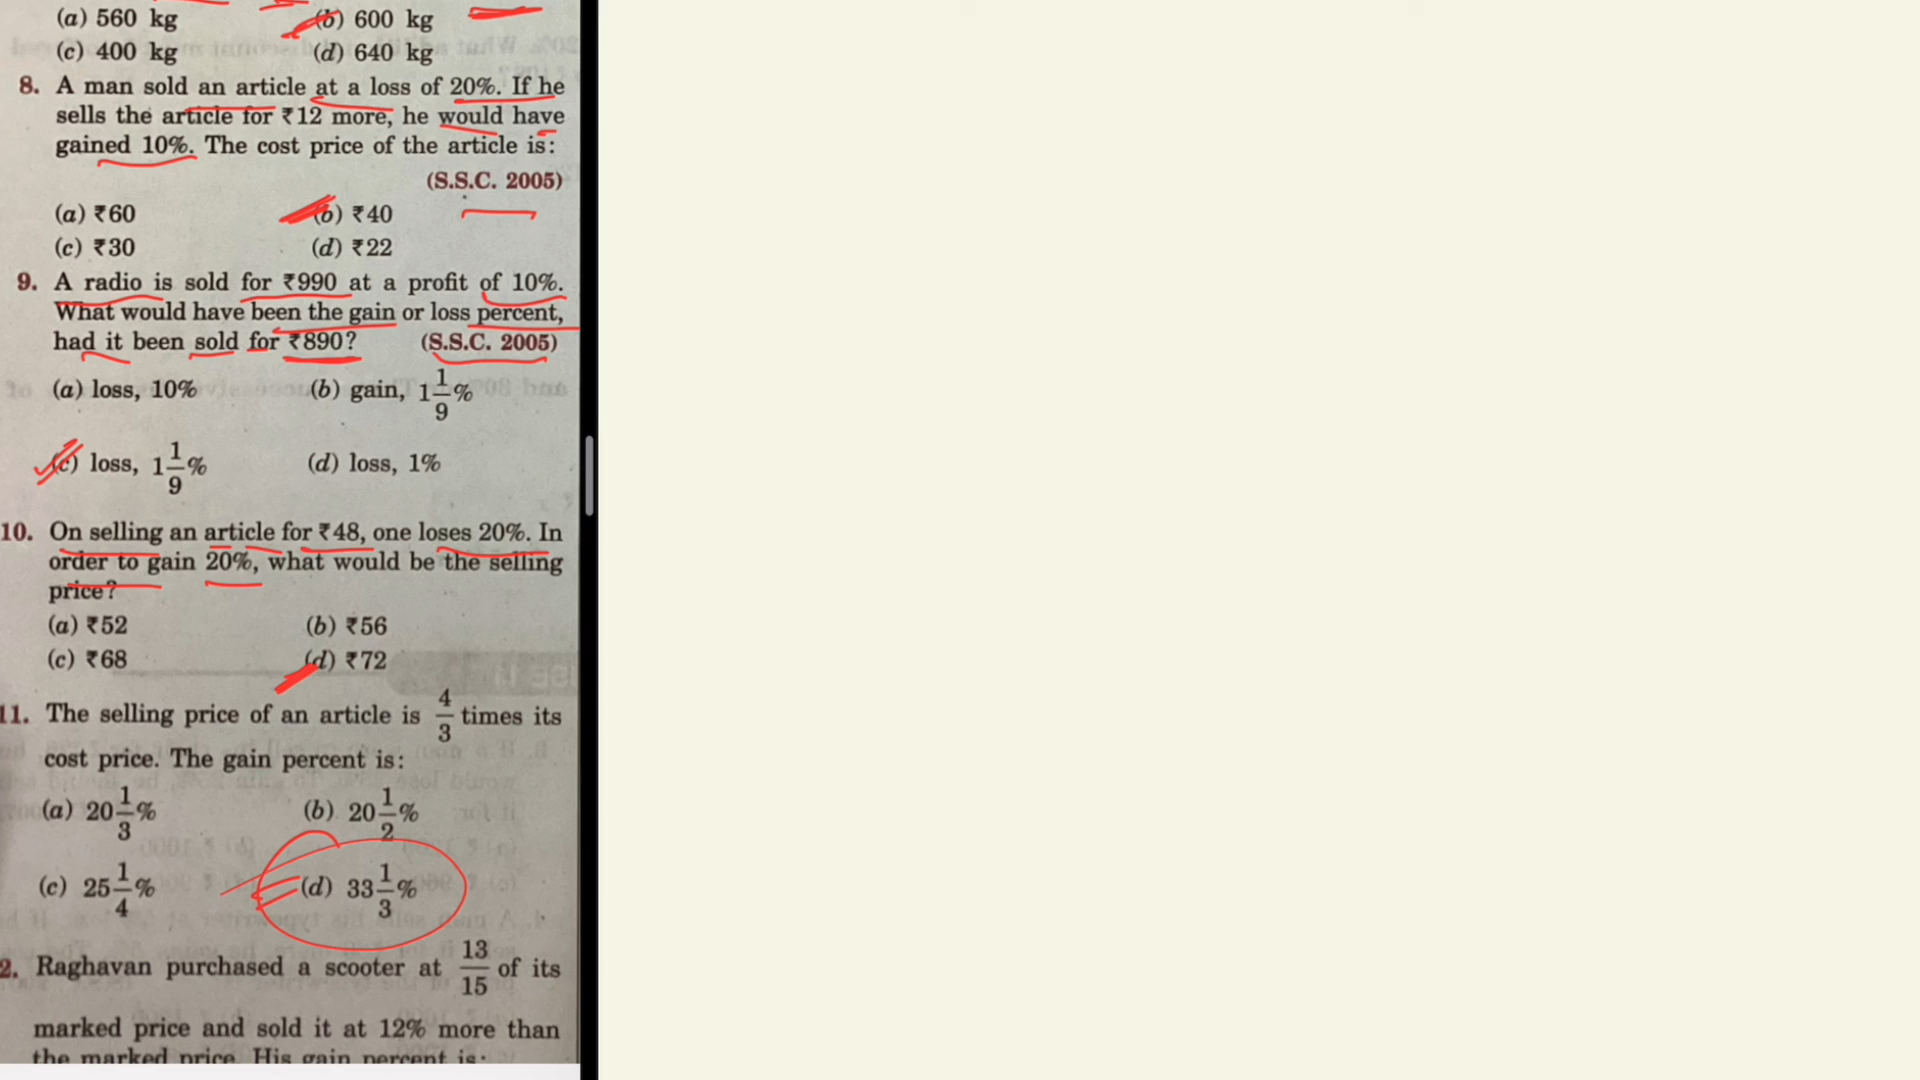 (a) 560 kg (b) 600 kg
(c) 400 kg (d) 640 kg
8. A man sold an article at a loss of 20%. If he
sells the article for ₹12 more, he would have
gained 10%. The cost price of the article is:
(S.S.C. 2005)
(a) ₹60 (b) ₹40
(c) ₹30 (d) ₹22
9. A radio is sold for ₹990 at a profit of 10%.
What would have been the gain or loss percent,
had it been sold for ₹890? (S.S.C. 2005)
(a) loss, 10% (b) gain, 1 1/9 %
(c) loss, 1 1/9 % (d) loss, 1%
10. On selling an article for ₹48, one loses 20%. In
order to gain 20%, what would be the selling
price?
(a) ₹52 (b) ₹56
(c) ₹68 (d) ₹72
11. The selling price of an article is 4/3 times its
cost price. The gain percent is:
(a) 20 1/3 % (b) 20 1/2 %
(c) 25 1/4 % (d) 33 1/3 %
2. Raghavan purchased a scooter at 13/15 of its
marked price and sold it at 12% more than
the marked price. His gain percent is: